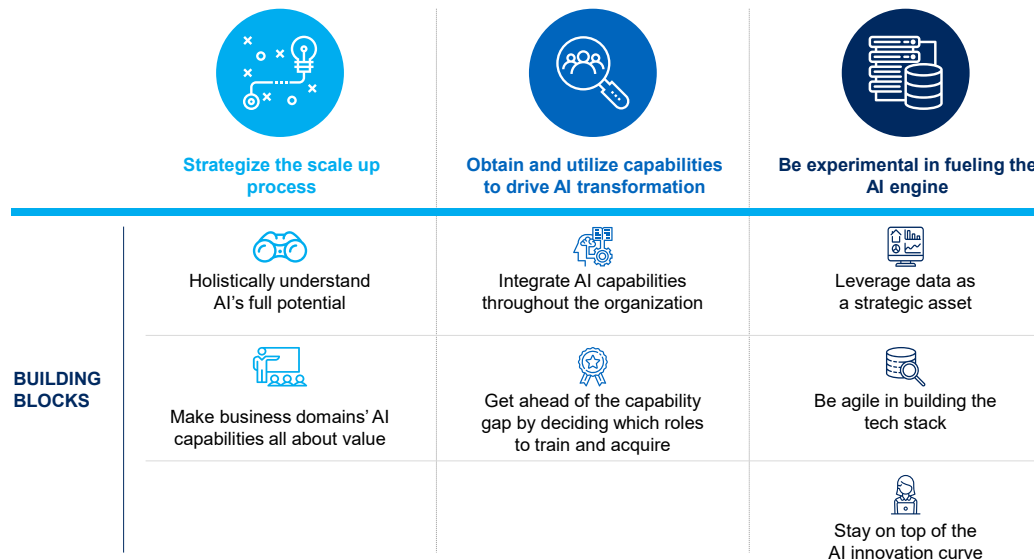 Strategize the scale up
process
Obtain and utilize capabilities
to drive AI transformation
Be experimental in fueling the
AI engine
BUILDING
BLOCKS
Holistically understand
AI's full potential
Integrate AI capabilities
throughout the organization
Leverage data as
a strategic asset
Make business domains' AI
capabilities all about value
Get ahead of the capability
gap by deciding which roles
to train and acquire
Be agile in building the
tech stack
Stay on top of the
AI innovation curve